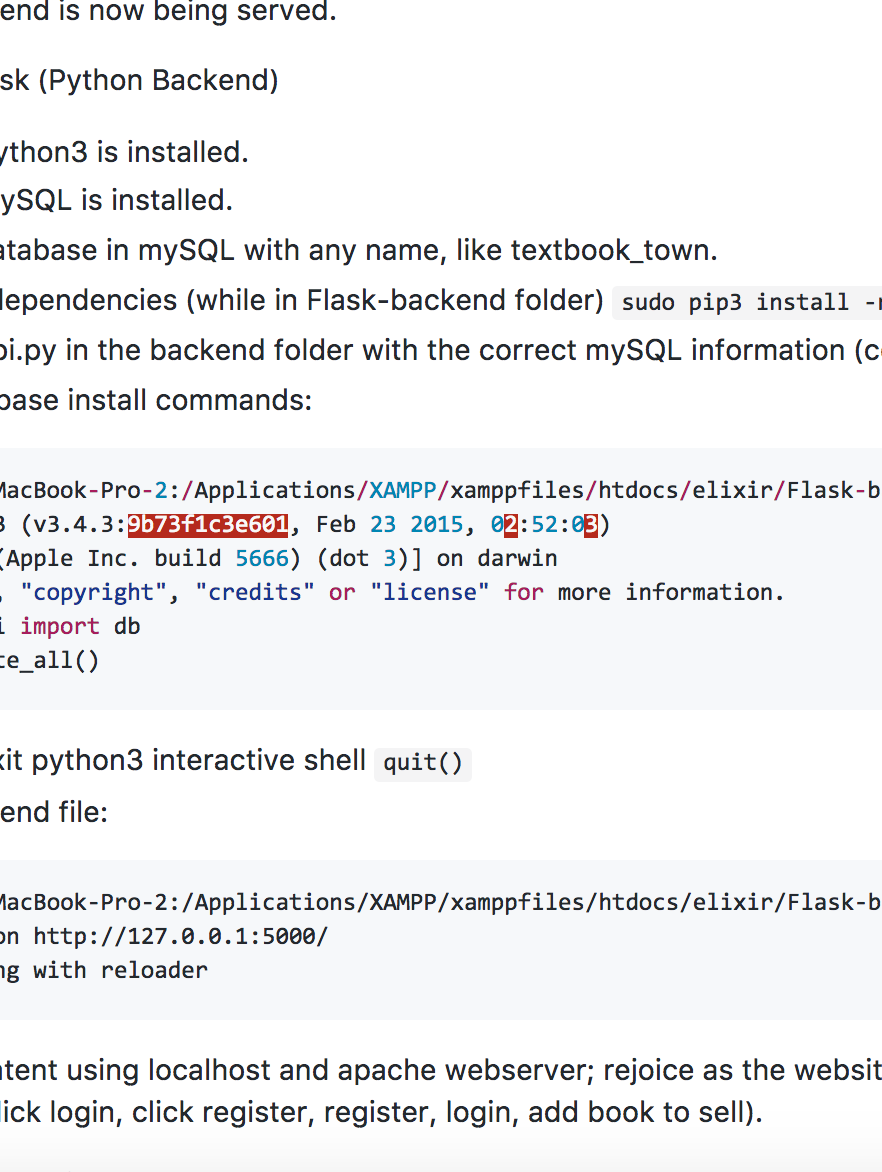 end is now being served.
sk (Python Backend)
ython3 is installed.
ySQL is installed.
atabase in mySQL with any name, like textbook_town.
dependencies (while in Flask-backend folder) sudo pip3 install -r
pi.py in the backend folder with the correct mySQL information (co
base install commands:
MacBook-Pro-2:/Applications/XAMPP/xamppfiles/htdocs/elixir/Flask-b
3 (v3.4.3:9b73f1c3e601, Feb 23 2015, 02:52:03)
(Apple Inc. build 5666) (dot 3)] on darwin
, "copyright", "credits" or "license" for more information.
i import db
te_all()
xit python3 interactive shell quit()
end file:
MacBook-Pro-2:/Applications/XAMPP/xamppfiles/htdocs/elixir/Flask-b
on http://127.0.0.1:5000/
ng with reloader
ntent using localhost and apache webserver; rejoice as the websit
lick login, click register, register, login, add book to sell).